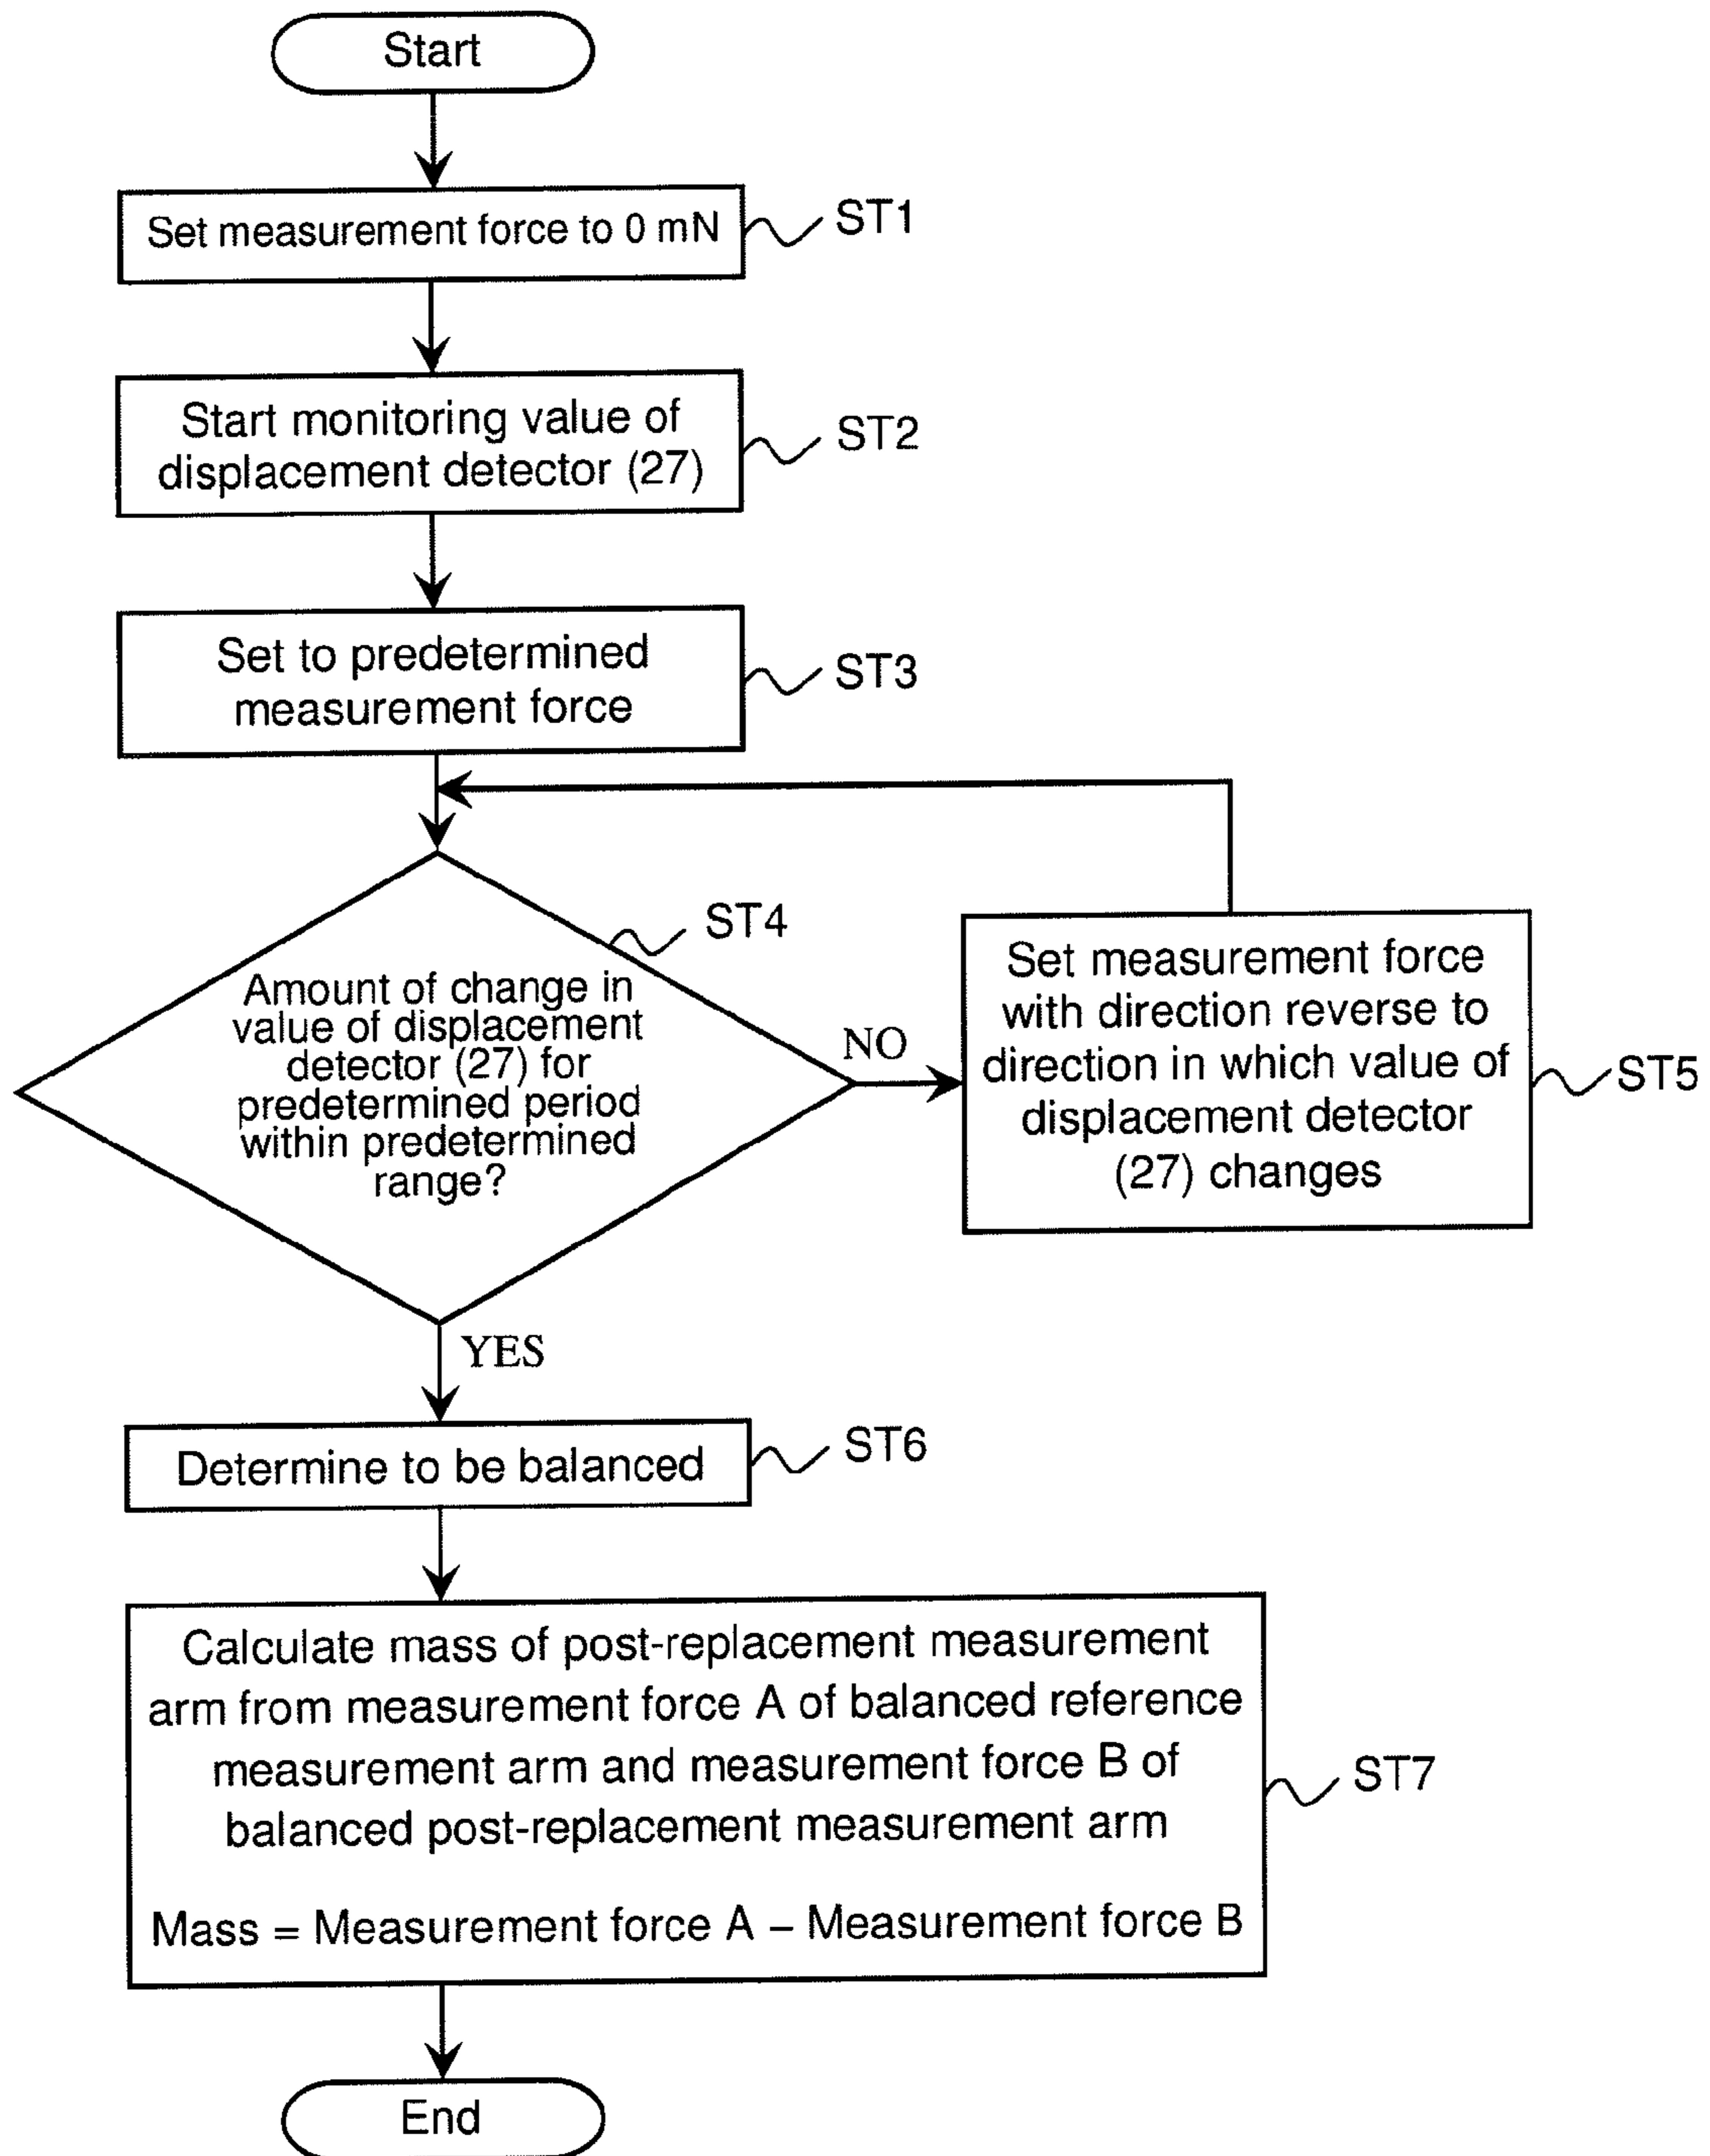 Start
Set measurement force to 0 mN
ST1
Start monitoring value of
displacement detector (27)
ST2
Set to predetermined
measurement force
ST3
ST4
Amount of change in
value of displacement
detector (27) for
predetermined period
within predetermined
range?
NO
Set measurement force
with direction reverse to
direction in which value of
displacement detector
(27) changes
ST5
YES
Determine to be balanced
ST6
Calculate mass of post-replacement measurement
arm from measurement force A of balanced reference
measurement arm and measurement force B of
balanced post-replacement measurement arm
Mass = Measurement force A – Measurement force B
ST7
End